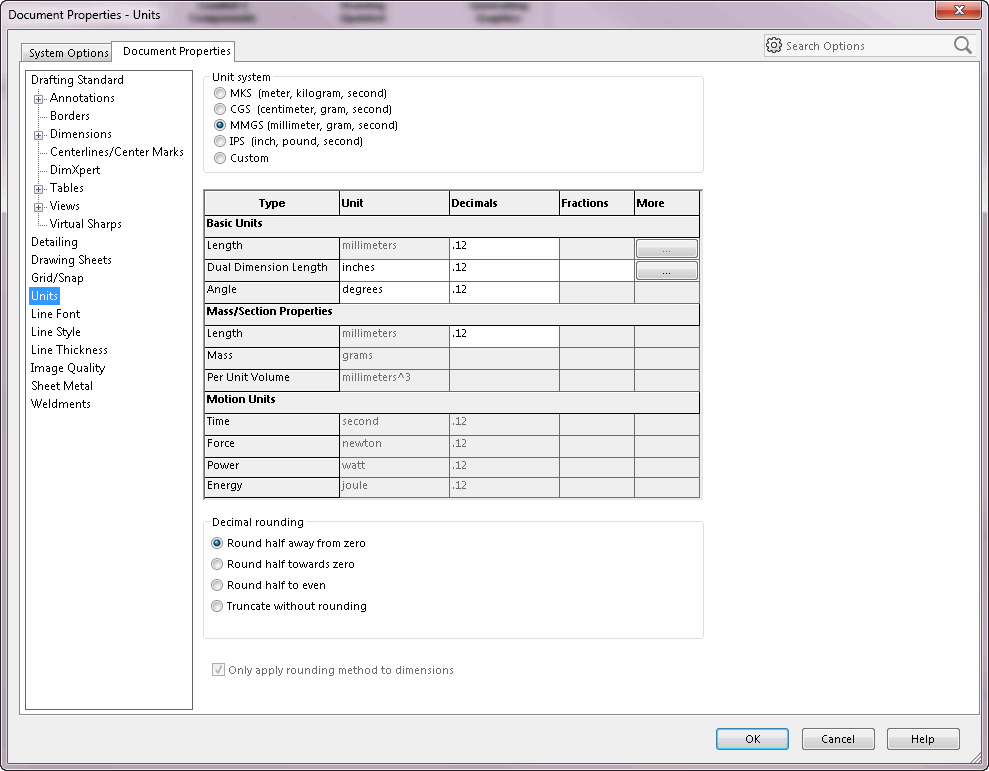 Document Properties - Units
System Options
Document Properties
Search Options
Drafting Standard
Annotations
Borders
Dimensions
Centerlines/Center Marks
DimXpert
Tables
Views
Virtual Sharps
Detailing
Drawing Sheets
Grid/Snap
Units
Line Font
Line Style
Line Thickness
Image Quality
Sheet Metal
Weldments
Unit system
MKS (meter, kilogram, second)
CGS (centimeter, gram, second)
MMGS (millimeter, gram, second)
IPS (inch, pound, second)
Custom
Type Unit Decimals Fractions More
Basic Units
Length millimeters .12 ...
Dual Dimension Length inches .12 ...
Angle degrees .12
Mass/Section Properties
Length millimeters .12
Mass grams
Per Unit Volume millimeters^3
Motion Units
Time second .12
Force newton .12
Power watt .12
Energy joule .12
Decimal rounding
Round half away from zero
Round half towards zero
Round half to even
Truncate without rounding
Only apply rounding method to dimensions
OK Cancel Help